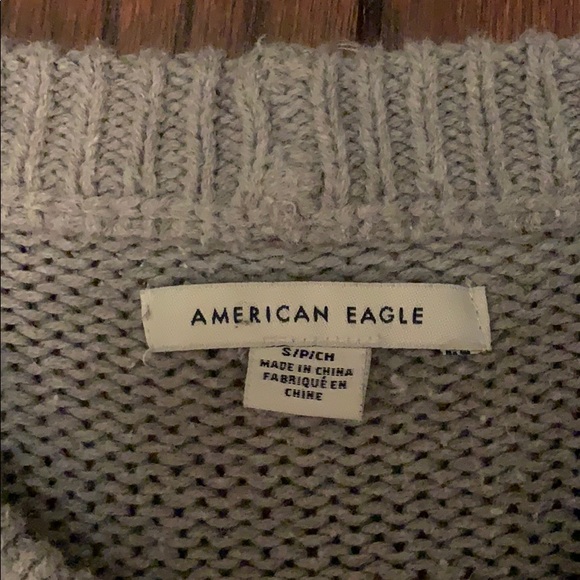 AMERICAN EAGLE
S/P/CH
MADE IN CHINA
FABRIQUÉ EN
CHINE